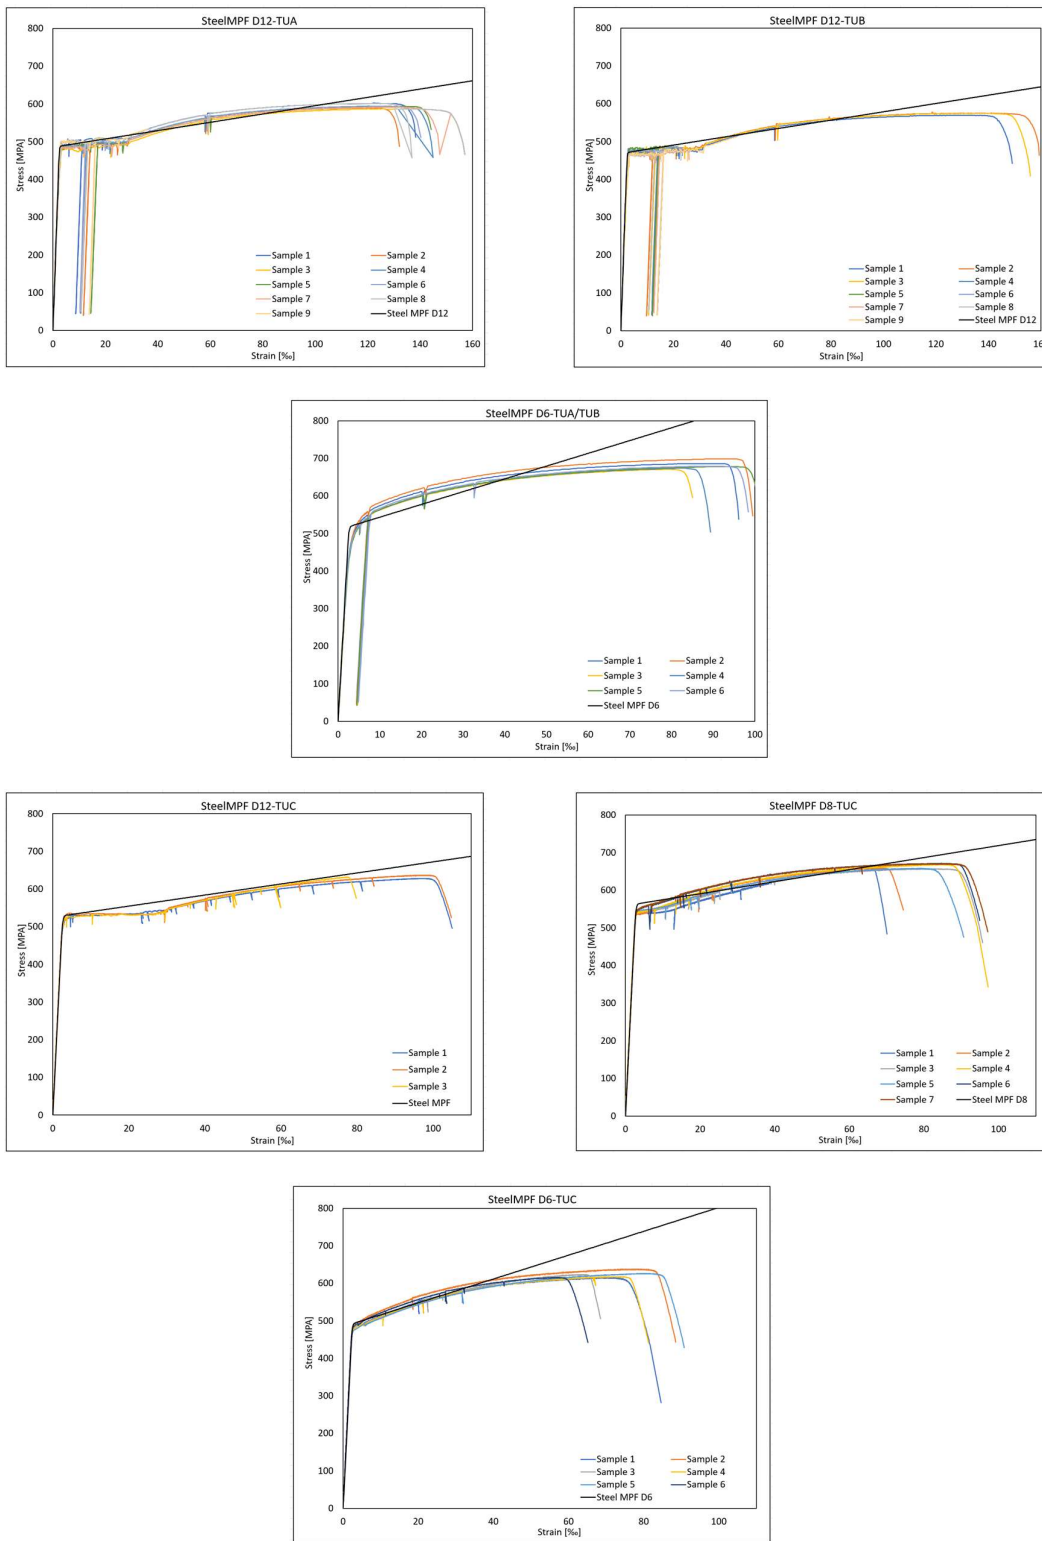 SteelMPF D12-TUA
800
700
600
500
400
300
200
100
0
Stress [MPA]
0 20 40 60 80 100 120 140 160
Strain [‰]
Sample 1 Sample 2
Sample 3 Sample 4
Sample 5 Sample 6
Sample 7 Sample 8
Sample 9 Steel MPF D12
SteelMPF D12-TUB
800
700
600
500
400
300
200
100
0
Stress [MPA]
0 20 40 60 80 100 120 140 160
Strain [‰]
Sample 1 Sample 2
Sample 3 Sample 4
Sample 5 Sample 6
Sample 7 Sample 8
Sample 9 Steel MPF D12
SteelMPF D6-TUA/TUB
800
700
600
500
400
300
200
100
0
Stress [MPA]
0 10 20 30 40 50 60 70 80 90 100
Strain [‰]
Sample 1 Sample 2
Sample 3 Sample 4
Sample 5 Sample 6
Steel MPF D6
SteelMPF D12-TUC
800
700
600
500
400
300
200
100
0
Stress [MPA]
0 20 40 60 80 100
Strain [‰]
Sample 1
Sample 2
Sample 3
Steel MPF
SteelMPF D8-TUC
800
700
600
500
400
300
200
100
0
Stress [MPA]
0 20 40 60 80 100
Strain [‰]
Sample 1 Sample 2
Sample 3 Sample 4
Sample 5 Sample 6
Sample 7 Steel MPF D8
SteelMPF D6-TUC
800
700
600
500
400
300
200
100
0
Stress [MPA]
0 20 40 60 80 100
Strain [‰]
Sample 1 Sample 2
Sample 3 Sample 4
Sample 5 Sample 6
Steel MPF D6